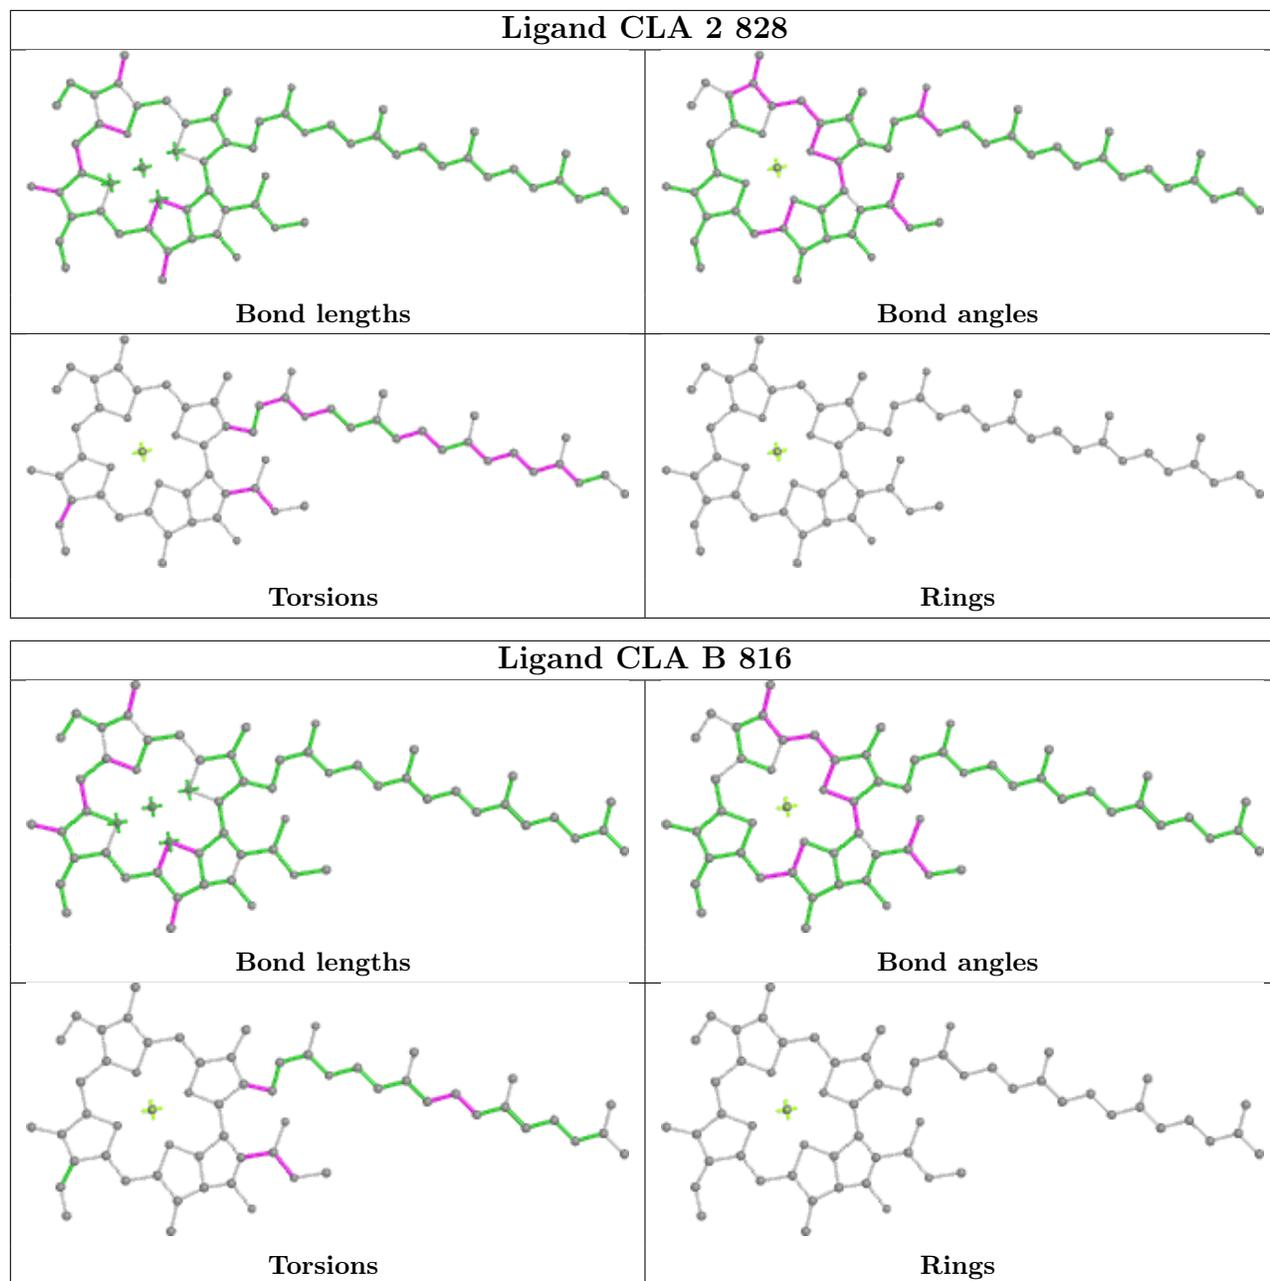 Ligand CLA 2 828
Bond lengths
Bond angles
Torsions
Rings
Ligand CLA B 816
Bond lengths
Bond angles
Torsions
Rings